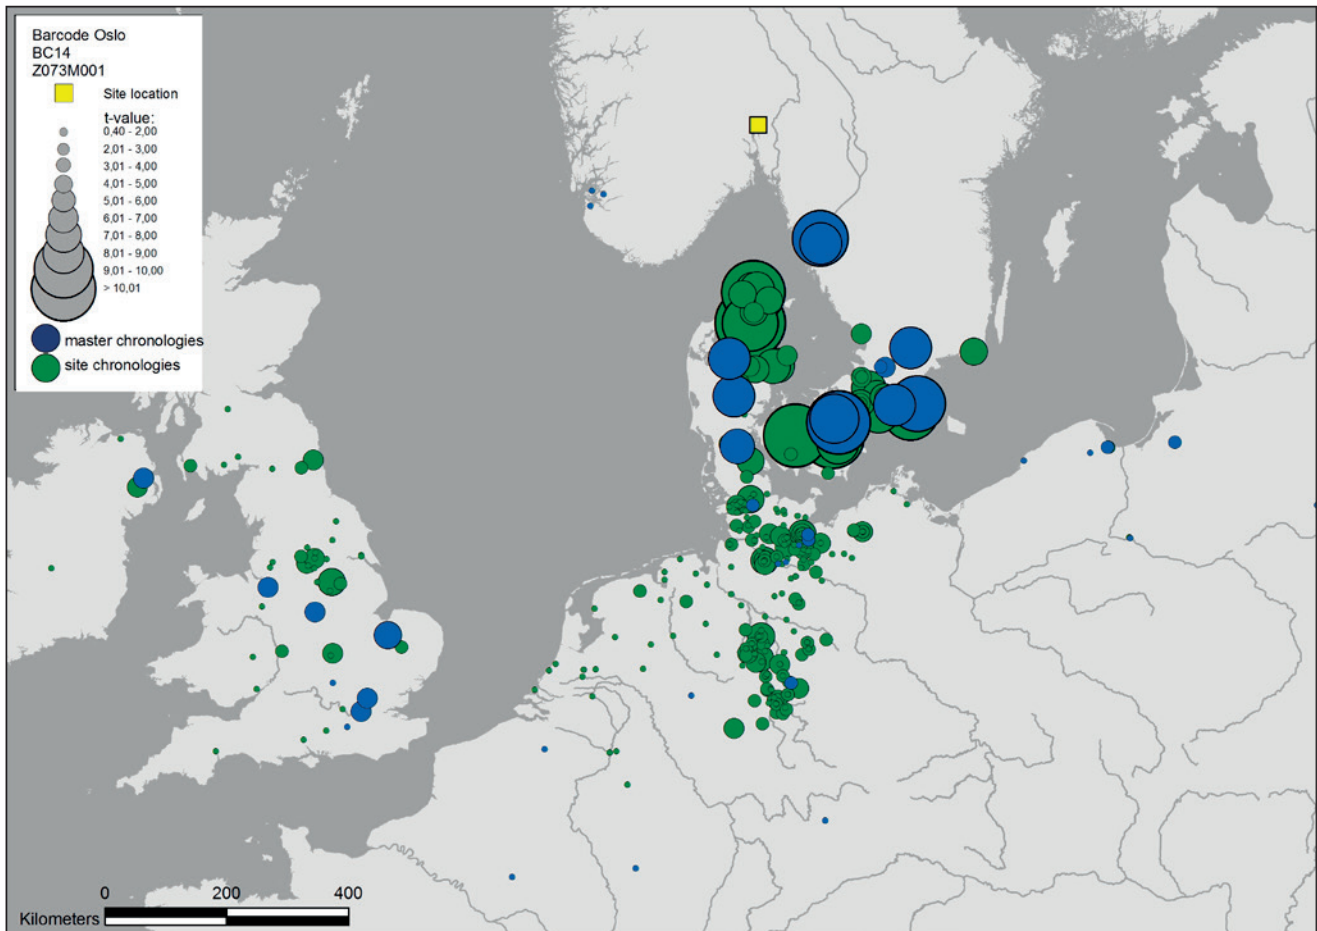 Barcode Oslo
BC14
Z073M001
Site location
t-value:
0,40 - 2,00
2,01 - 3,00
3,01 - 4,00
4,01 - 5,00
5,01 - 6,00
6,01 - 7,00
7,01 - 8,00
8,01 - 9,00
9,01 - 10,00
> 10,01
master chronologies
site chronologies
0 200 400
Kilometers